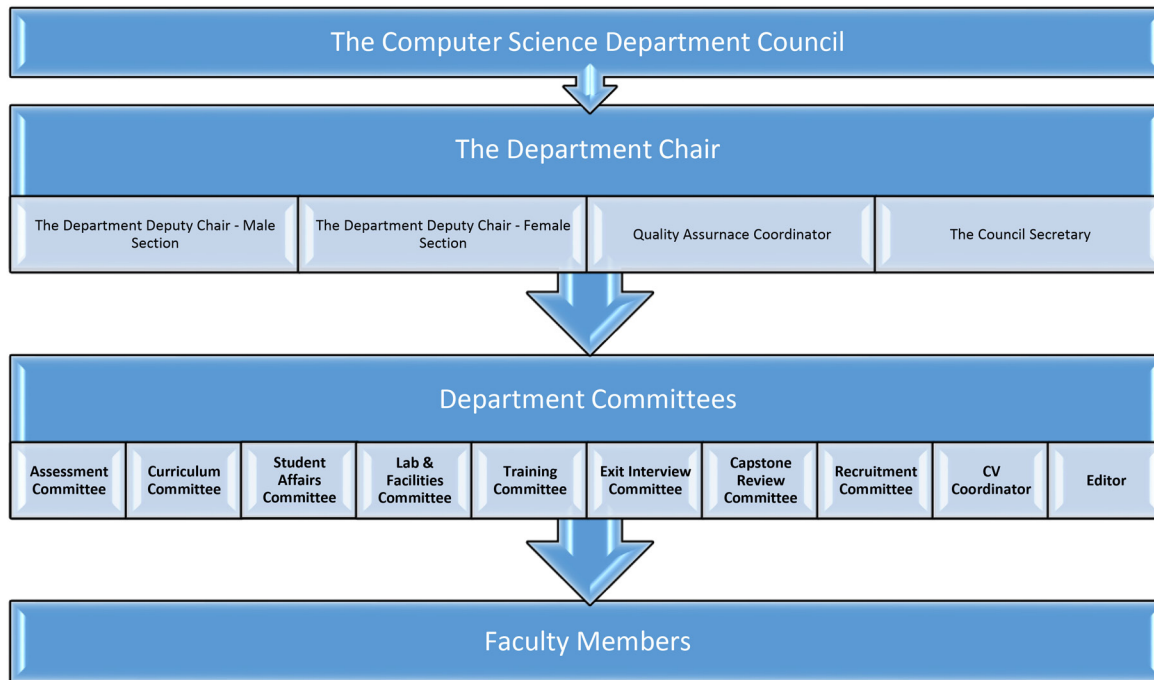 The Computer Science Department Council
The Department Chair
The Department Deputy Chair - Male
Section
The Department Deputy Chair - Female
Section
Quality Assurnace Coordinator
The Council Secretary
Department Committees
Assessment
Committee
Curriculum
Committee
Student
Affairs
Committee
Lab &
Facilities
Committee
Training
Committee
Exit Interview
Committee
Capstone
Review
Committee
Recruitment
Committee
CV
Coordinator
Editor
Faculty Members